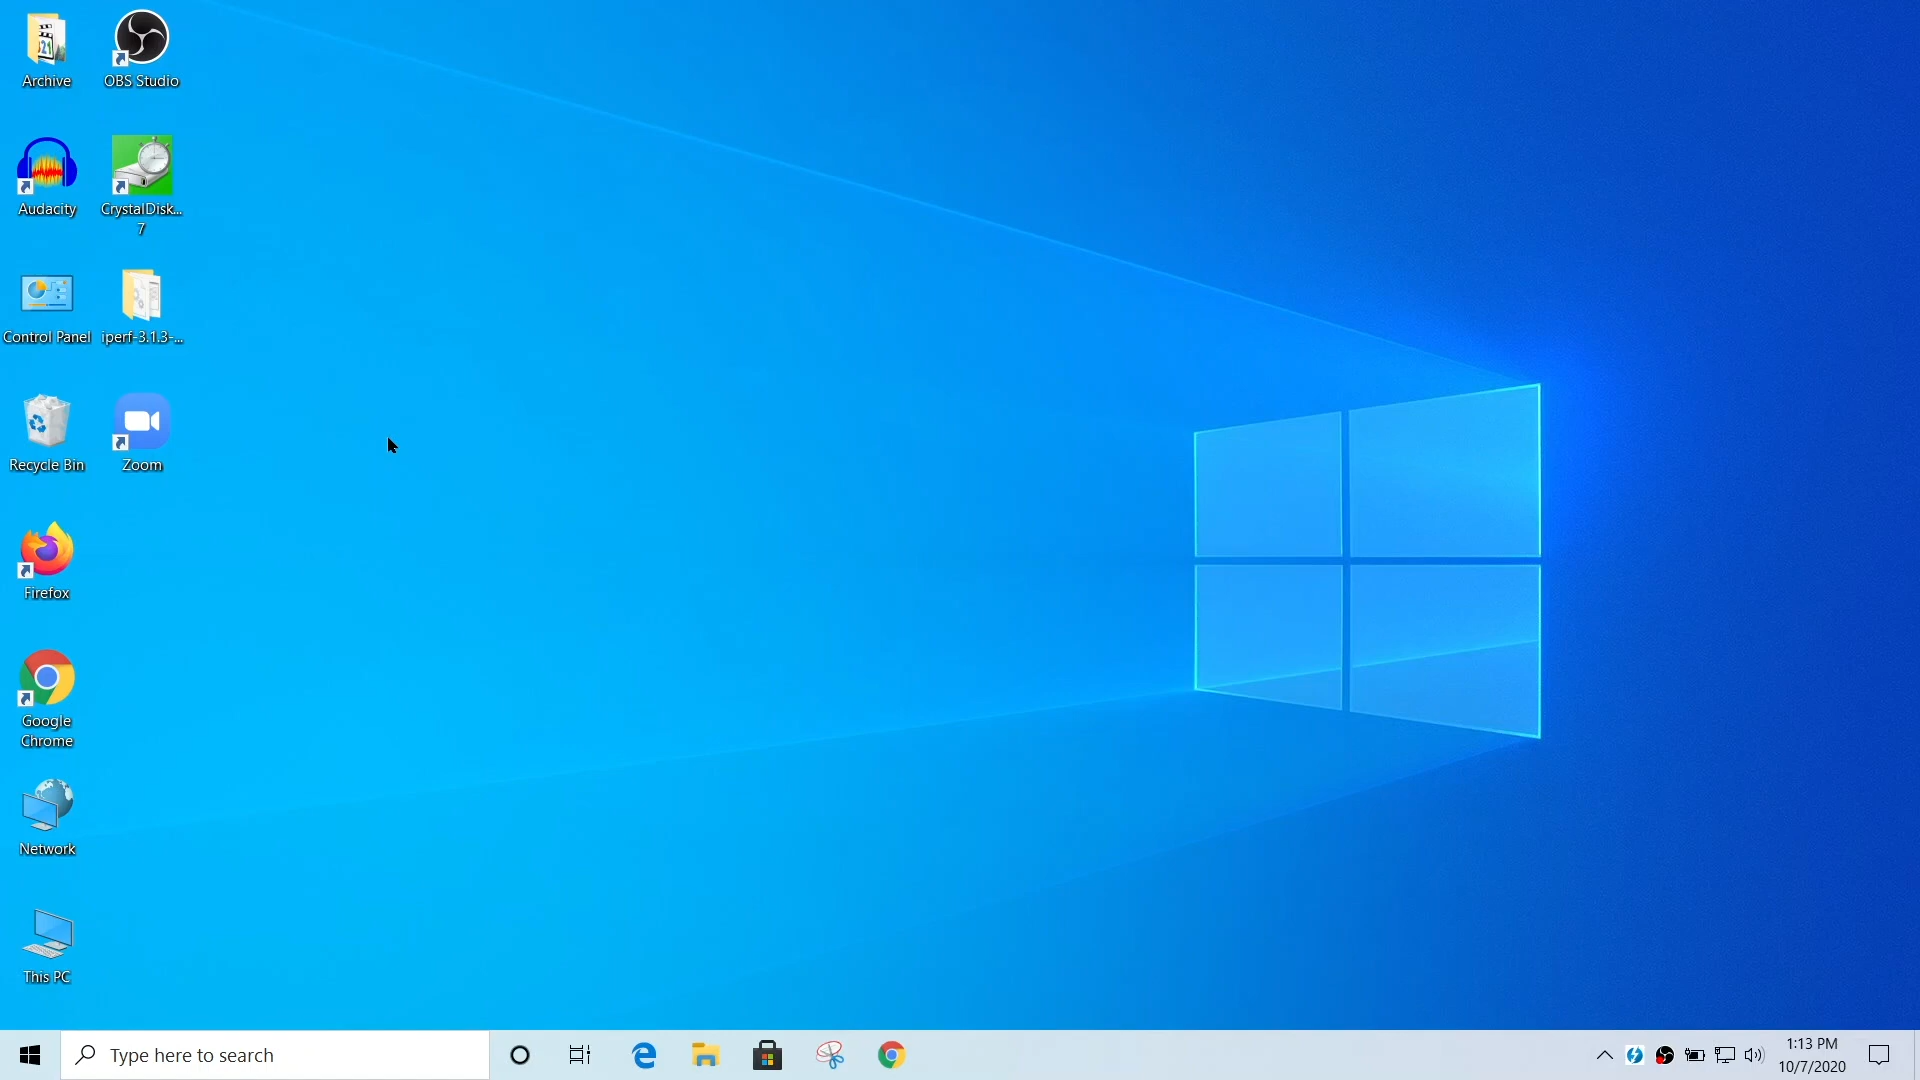 Archive
OBS Studio
Audacity
CrystalDisk...
7
Control Panel
iperf-3.1.3-...
Recycle Bin
Zoom
Firefox
Google
Chrome
Network
This PC
Type here to search
1:13 PM
10/7/2020